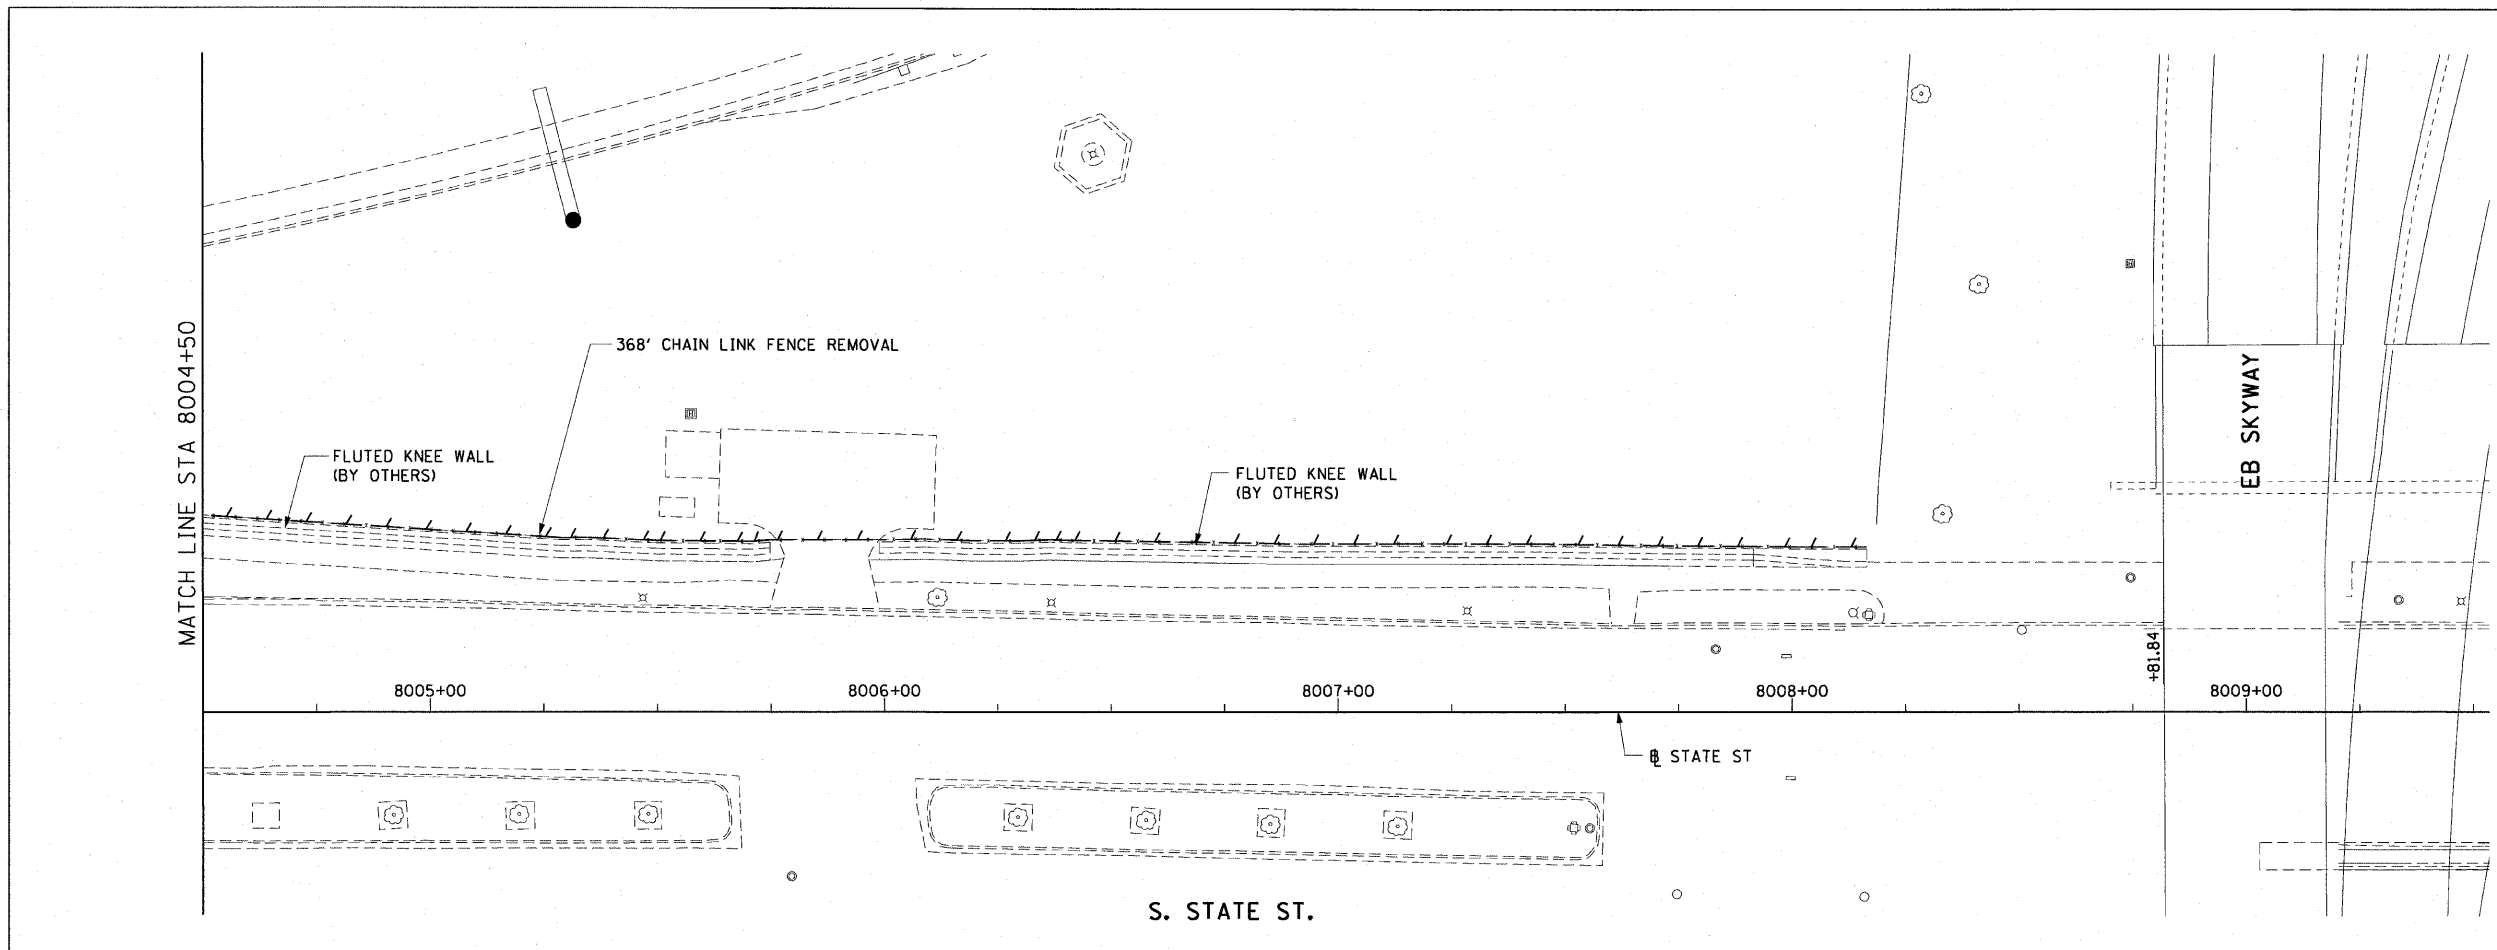 MATCH LINE STA 8004+50
368' CHAIN LINK FENCE REMOVAL
FLUTED KNEE WALL
(BY OTHERS)
FLUTED KNEE WALL
(BY OTHERS)
EB SKYWAY
+81.84
8005+00
8006+00
8007+00
8008+00
8009+00
℄ STATE ST
S. STATE ST.